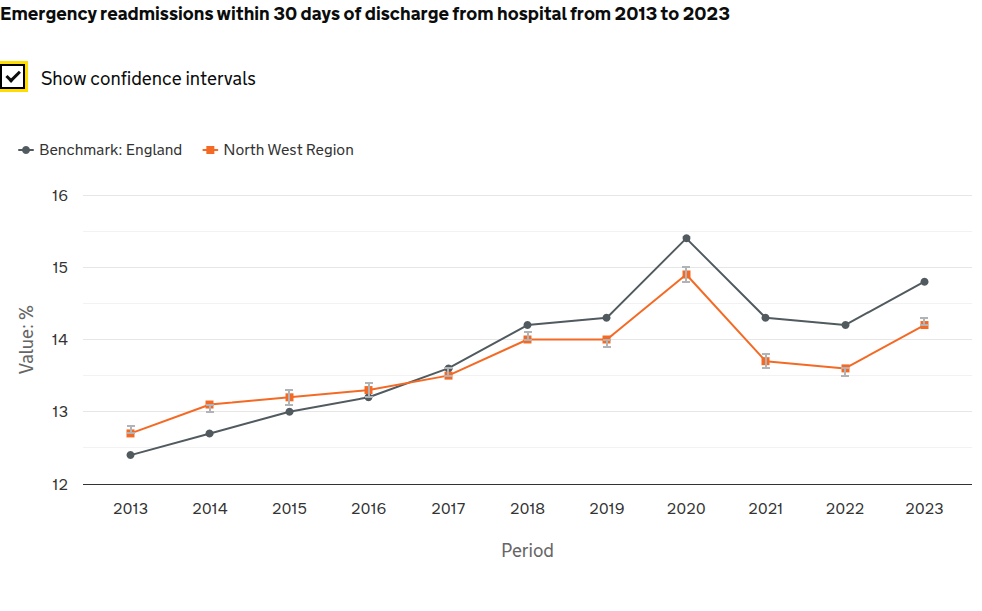 Emergency readmissions within 30 days of discharge from hospital from 2013 to 2023
Show confidence intervals
Benchmark: England North West Region
16
15
14
13
12
Value: %
2013 2014 2015 2016 2017 2018 2019 2020 2021 2022 2023
Period